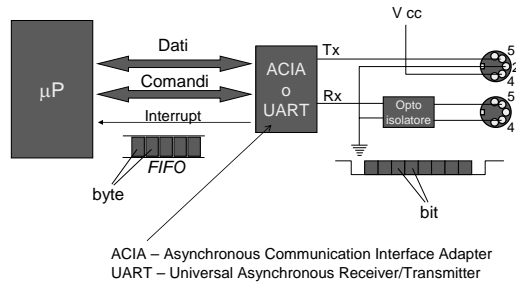 V cc
Dati
Tx
5
2
4
μP
ACIA
o
UART
Comandi
Rx
Opto
isolatore
5
4
Interrupt
FIFO
byte
bit
ACIA – Asynchronous Communication Interface Adapter
UART – Universal Asynchronous Receiver/Transmitter